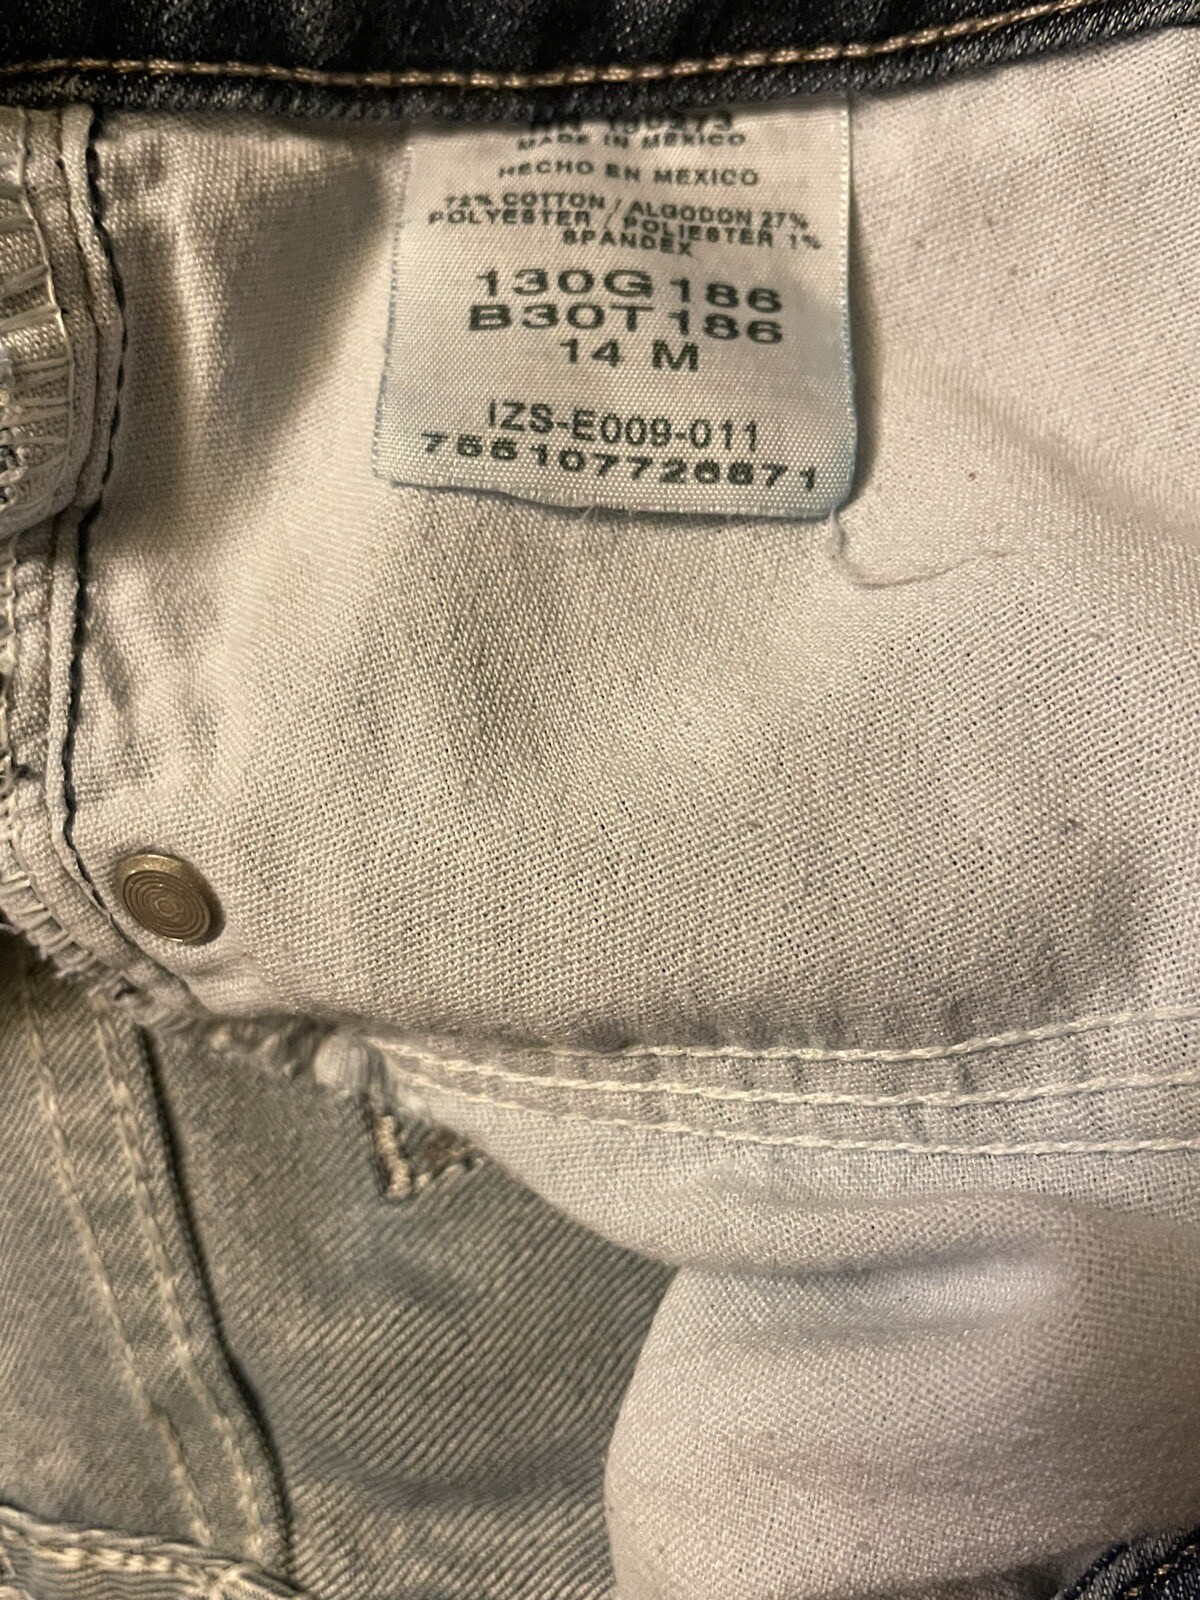 MADE IN MEXICO
HECHO EN MEXICO
72% COTTON / ALGODON 27%
POLYESTER / POLIESTER 1%
SPANDEX
130G186
B30T186
14 M
IZS-E009-011
755107726671